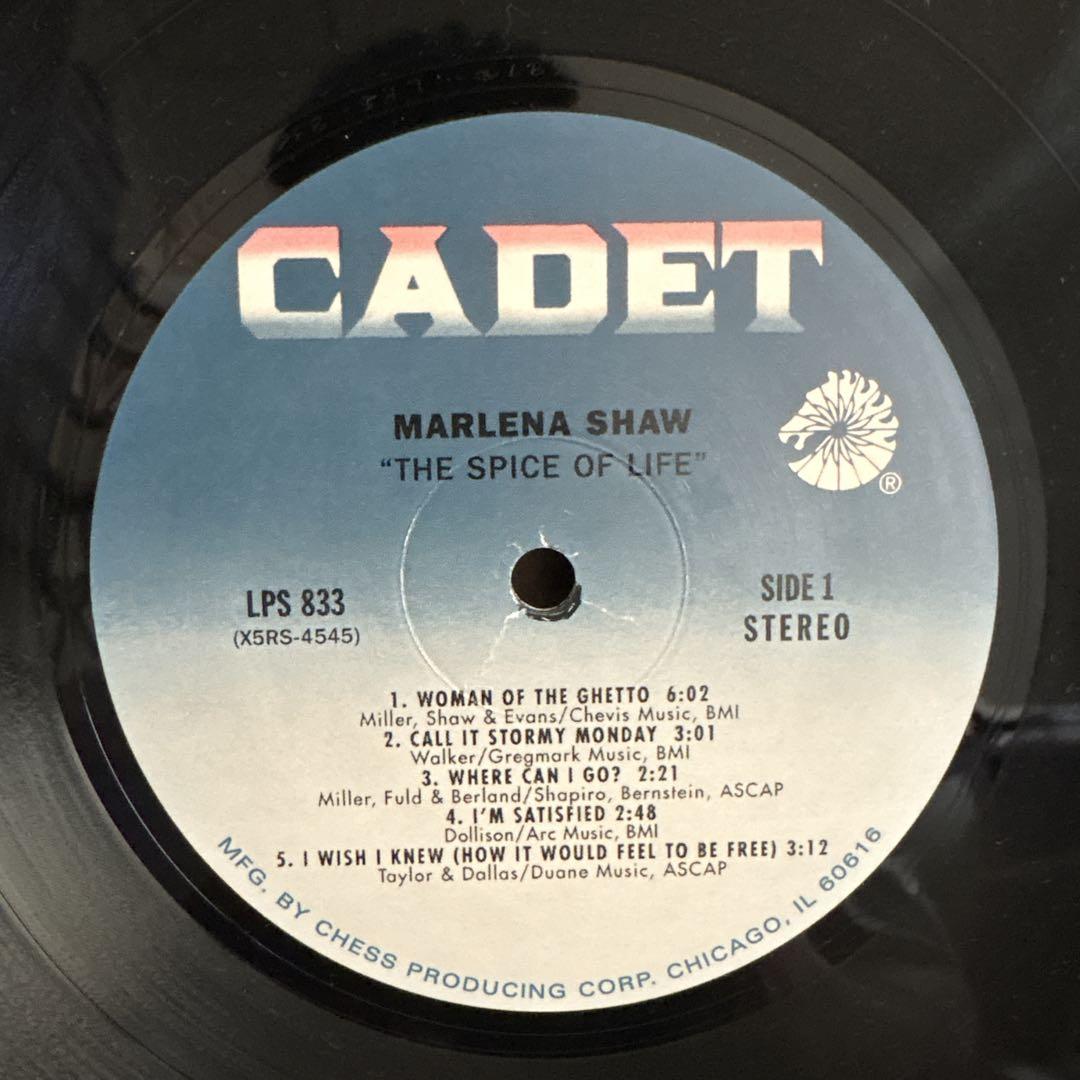 CADET
MARLENA SHAW
“THE SPICE OF LIFE”
®
LPS 833
(X5RS-4545)
SIDE 1
STEREO
1. WOMAN OF THE GHETTO 6:02
Miller, Shaw & Evans/Chevis Music, BMI
2. CALL IT STORMY MONDAY 3:01
Walker/Gregmark Music, BMI
3. WHERE CAN I GO? 2:21
Miller, Fuld & Berland/Shapiro, Bernstein, ASCAP
4. I’M SATISFIED 2:48
Dollison/Arc Music, BMI
5. I WISH I KNEW (HOW IT WOULD FEEL TO BE FREE) 3:12
Taylor & Dallas/Duane Music, ASCAP
MFG. BY CHESS PRODUCING CORP. CHICAGO, IL 60616